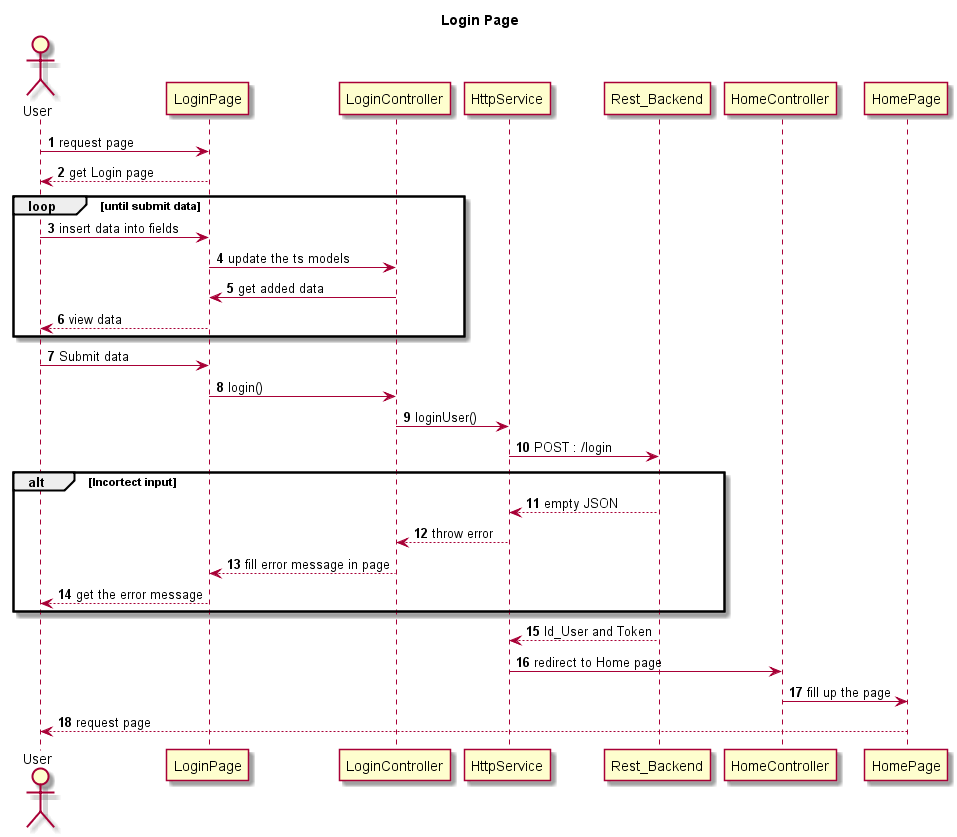 Login Page
User
LoginPage
LoginController
HttpService
Rest_Backend
HomeController
HomePage
1 request page
2 get Login page
loop [until submit data]
3 insert data into fields
4 update the ts models
5 get added data
6 view data
7 Submit data
8 login()
9 loginUser()
10 POST : /login
alt [Incortect input]
11 empty JSON
12 throw error
13 fill error message in page
14 get the error message
15 Id_User and Token
16 redirect to Home page
17 fill up the page
18 request page
User
LoginPage
LoginController
HttpService
Rest_Backend
HomeController
HomePage